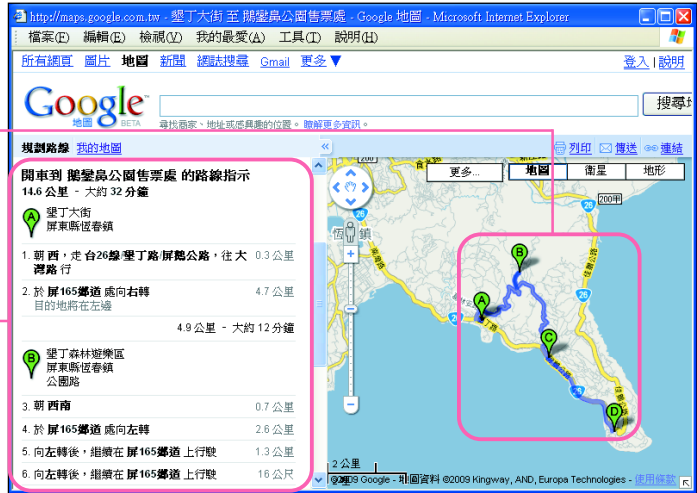 http://maps.google.com.tw - 墾丁大街 至 鵝鑾鼻公園售票處 - Google 地圖 - Microsoft Internet Explorer
檔案(F) 編輯(E) 檢視(V) 我的最愛(A) 工具(T) 說明(H)
所有網頁 圖片 地圖 新聞 網誌搜尋 Gmail 更多▼ 登入 | 說明
Google
地圖 BETA
搜尋
尋找商家、地址或感興趣的位置。 瞭解更多資訊。
規劃路線 我的地圖 « 列印 傳送 連結
開車到 鵝鑾鼻公園售票處 的路線指示
14.6 公里 - 大約 32 分鐘
A 墾丁大街
屏東縣恆春鎮
1. 朝 西,走 台26線/墾丁路/屏鵝公路,往 大灣路 行 0.3 公里
2. 於 屏165鄉道 處向右轉 4.7 公里
目的地將在左邊
4.9 公里 - 大約 12 分鐘
B 墾丁森林遊樂區
屏東縣恆春鎮
公園路
3. 朝 西南 0.7 公里
4. 於 屏165鄉道 處向左轉 2.6 公里
5. 向左轉後,繼續在 屏165鄉道 上行駛 1.3 公里
6. 向左轉後,繼續在 屏165鄉道 上行駛 16 公尺
更多... 地圖 衛星 地形
200
200甲
26
恆春鎮
26
26
26
A
B
C
D
佳鵝公路
2 公里
©2009 Google - 地圖資料 ©2009 Kingway, AND, Europa Technologies - 使用條款